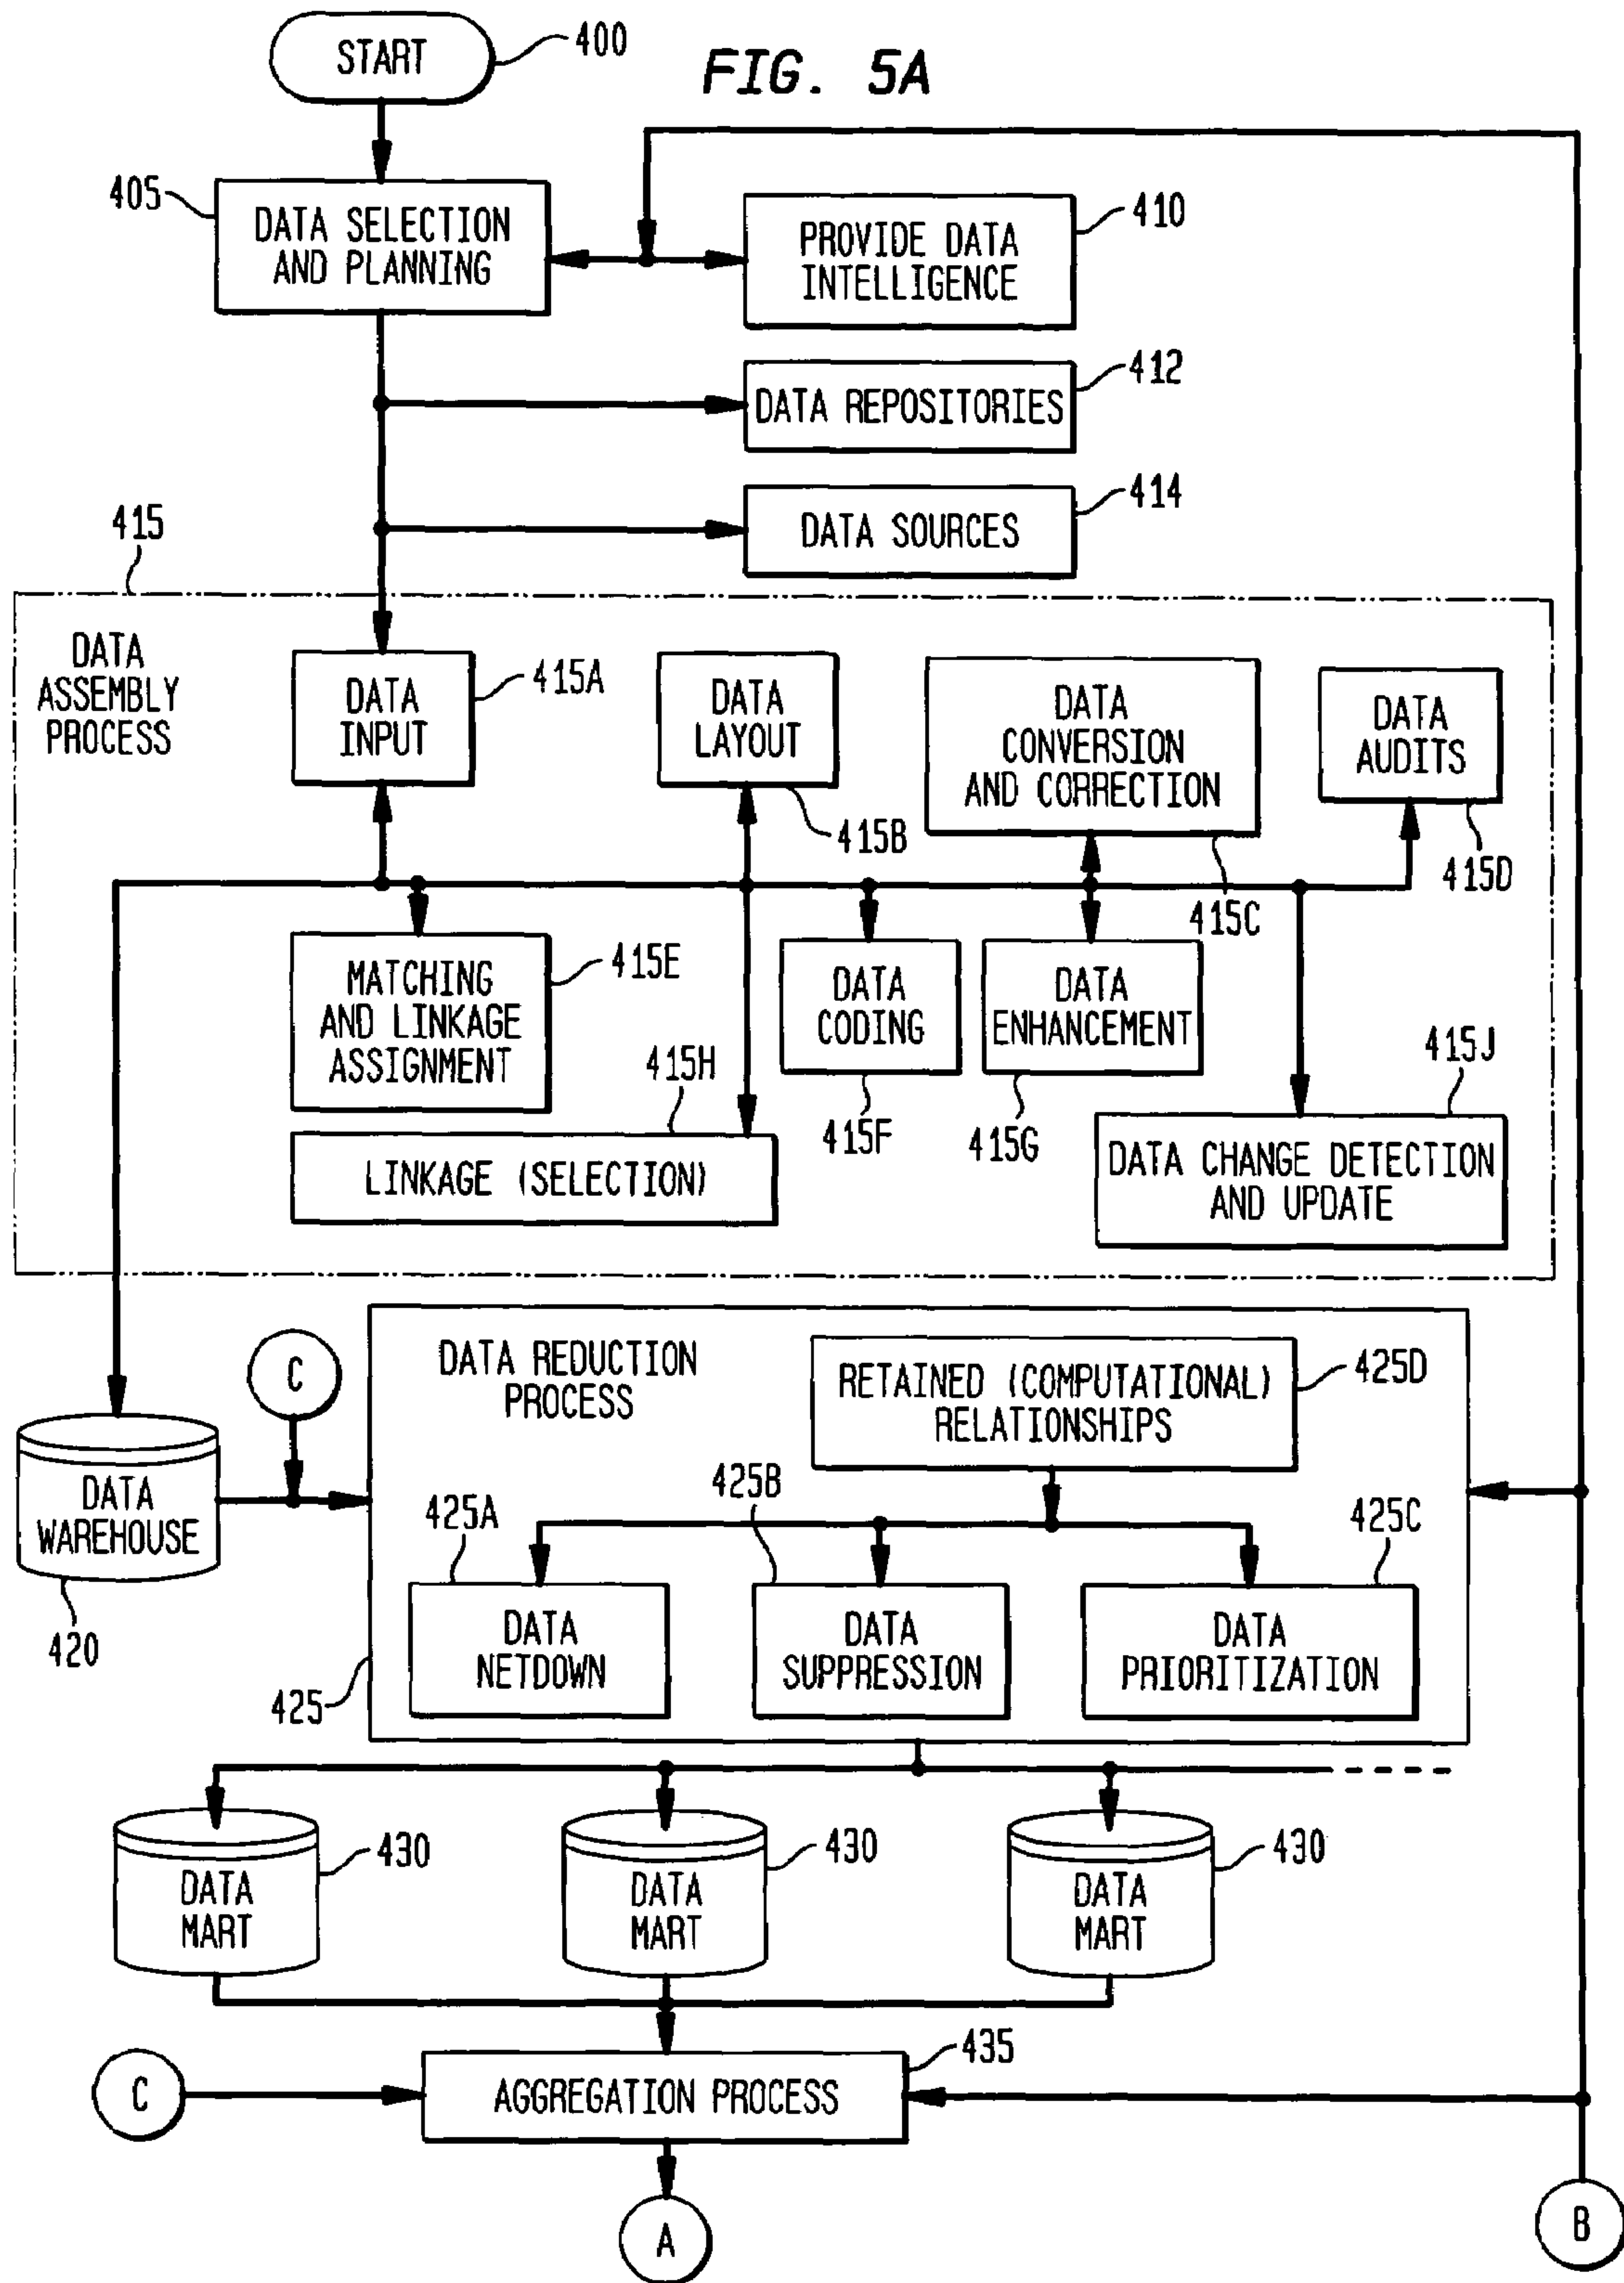 START
400
FIG. 5A
405
DATA SELECTION
AND PLANNING
410
PROVIDE DATA
INTELLIGENCE
412
DATA REPOSITORIES
414
DATA SOURCES
415
DATA
ASSEMBLY
PROCESS
DATA
INPUT
415A
DATA
LAYOUT
415B
DATA
CONVERSION
AND CORRECTION
415C
DATA
AUDITS
415D
MATCHING
AND LINKAGE
ASSIGNMENT
415E
415H
LINKAGE (SELECTION)
DATA
CODING
415F
DATA
ENHANCEMENT
415G
415J
DATA CHANGE DETECTION
AND UPDATE
C
DATA
WAREHOUSE
420
DATA REDUCTION
PROCESS
RETAINED (COMPUTATIONAL)
RELATIONSHIPS
425D
425A
425B
425C
DATA
NETDOWN
DATA
SUPPRESSION
DATA
PRIORITIZATION
425
DATA
MART
430
DATA
MART
430
DATA
MART
430
435
C
AGGREGATION PROCESS
A
B